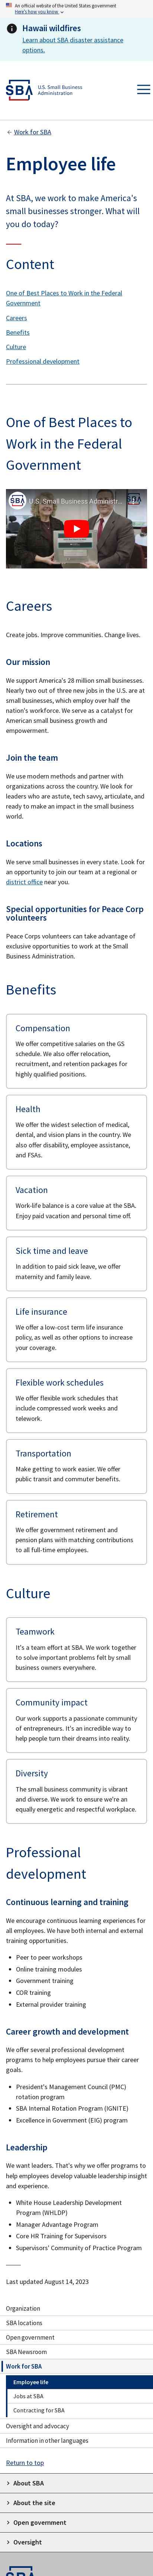 An official website of the United States government
Here's how you know
Hawaii wildfires
Learn about SBA disaster assistance
options.
SBA
U.S. Small Business
Administration
Work for SBA
Employee life
At SBA, we work to make America's
small businesses stronger. What will
you do today?
Content
One of Best Places to Work in the Federal
Government
Careers
Benefits
Culture
Professional development
One of Best Places to
Work in the Federal
Government
SBA
U.S. Small Business Administr...
SBA
Careers
Create jobs. Improve communities. Change lives.
Our mission
We support America's 28 million small businesses.
Nearly two out of three new jobs in the U.S. are
created by them, and they employ half of the
nation's workforce. We serve as a catalyst for
American small business growth and
empowerment.
Join the team
We use modern methods and partner with
organizations across the country. We look for
leaders who are talented, curious, articulate, and
ready to make an impact in the small business
world.
Locations
We serve small businesses in every state. Look for
an opportunity to join our team at a regional or
district office near you.
Special opportunities for Peace Corp
volunteers
Peace Corps volunteers can take advantage of
exclusive opportunities to work at the Small
Business Administration.
Benefits
Compensation
We offer competitive salaries on the GS
schedule. We also offer relocation,
recruitment, and retention packages for
highly qualified positions.
Health
We offer the widest selection of medical,
dental, and vision plans in the country. We
also offer disability, employee assistance,
and FSAs.
Vacation
Work-life balance is a core value at the SBA.
Enjoy paid vacation and personal time off.
Sick time and leave
In addition to paid sick leave, we offer
maternity and family leave.
Life insurance
We offer a low-cost term life insurance
policy, as well as other options to increase
your coverage.
Flexible work schedules
We offer flexible work schedules that
include compressed work weeks and
telework.
Transportation
Make getting to work easier. We offer
public transit and commuter benefits.
Retirement
We offer government retirement and
pension plans with matching contributions
to all full-time employees.
Culture
Teamwork
It's a team effort at SBA. We work together
to solve important problems felt by small
business owners everywhere.
Community impact
Our work supports a passionate community
of entrepreneurs. It's an incredible way to
help people turn their dreams into reality.
Diversity
The small business community is vibrant
and diverse. We work to ensure we're an
equally energetic and respectful workplace.
Professional
development
Continuous learning and training
We encourage continuous learning experiences for
all employees. We have both internal and external
training opportunities.
Peer to peer workshops
Online training modules
Government training
COR training
External provider training
Career growth and development
We offer several professional development
programs to help employees pursue their career
goals.
President's Management Council (PMC)
rotation program
SBA Internal Rotation Program (IGNITE)
Excellence in Government (EIG) program
Leadership
We want leaders. That's why we offer programs to
help employees develop valuable leadership insight
and experience.
White House Leadership Development
Program (WHLDP)
Manager Advantage Program
Core HR Training for Supervisors
Supervisors' Community of Practice Program
Last updated August 14, 2023
Organization
SBA locations
Open government
SBA Newsroom
Work for SBA
Employee life
Jobs at SBA
Contracting for SBA
Oversight and advocacy
Information in other languages
Return to top
About SBA
About the site
Open government
Oversight